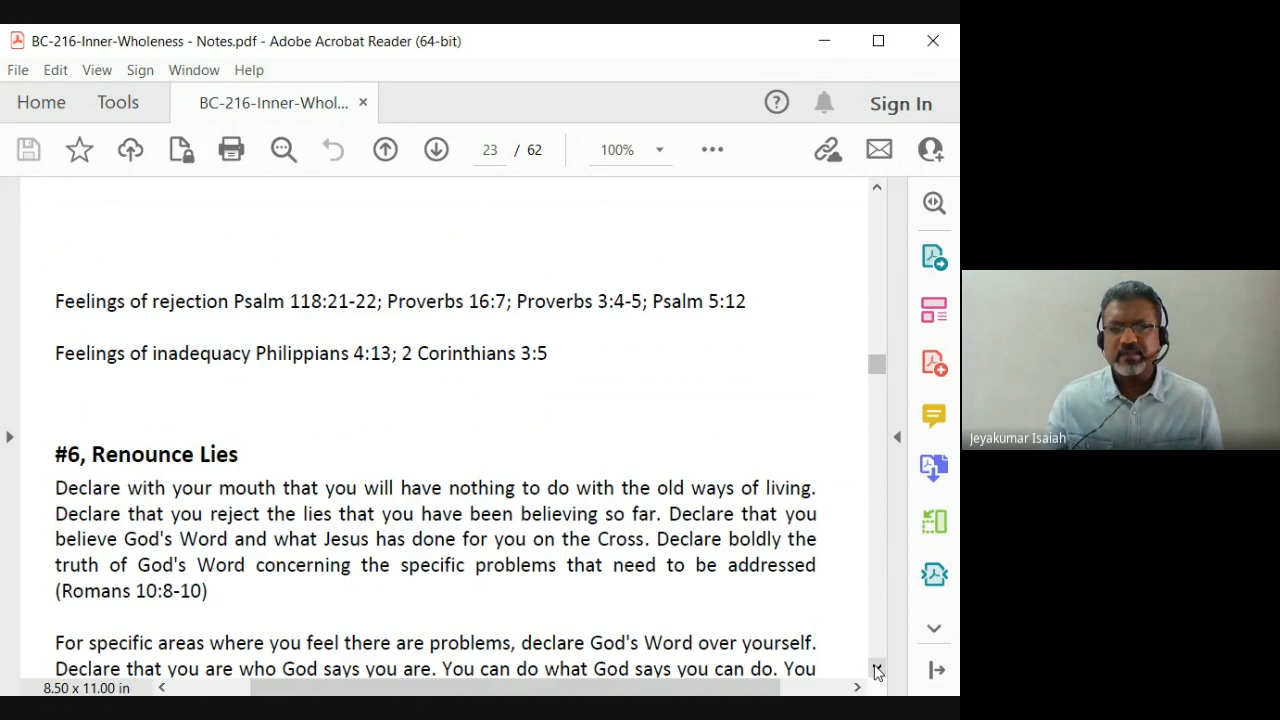 BC-216-Inner-Wholeness - Notes.pdf - Adobe Acrobat Reader (64-bit)
File Edit View Sign Window Help
Home Tools BC-216-Inner-Whol... × Sign In
23 / 62 100%
Feelings of rejection Psalm 118:21-22; Proverbs 16:7; Proverbs 3:4-5; Psalm 5:12
Feelings of inadequacy Philippians 4:13; 2 Corinthians 3:5
#6, Renounce Lies
Declare with your mouth that you will have nothing to do with the old ways of living.
Declare that you reject the lies that you have been believing so far. Declare that you
believe God's Word and what Jesus has done for you on the Cross. Declare boldly the
truth of God's Word concerning the specific problems that need to be addressed
(Romans 10:8-10)
For specific areas where you feel there are problems, declare God's Word over yourself.
Declare that you are who God says you are. You can do what God says you can do. You
8.50 x 11.00 in
Jeyakumar Isaiah